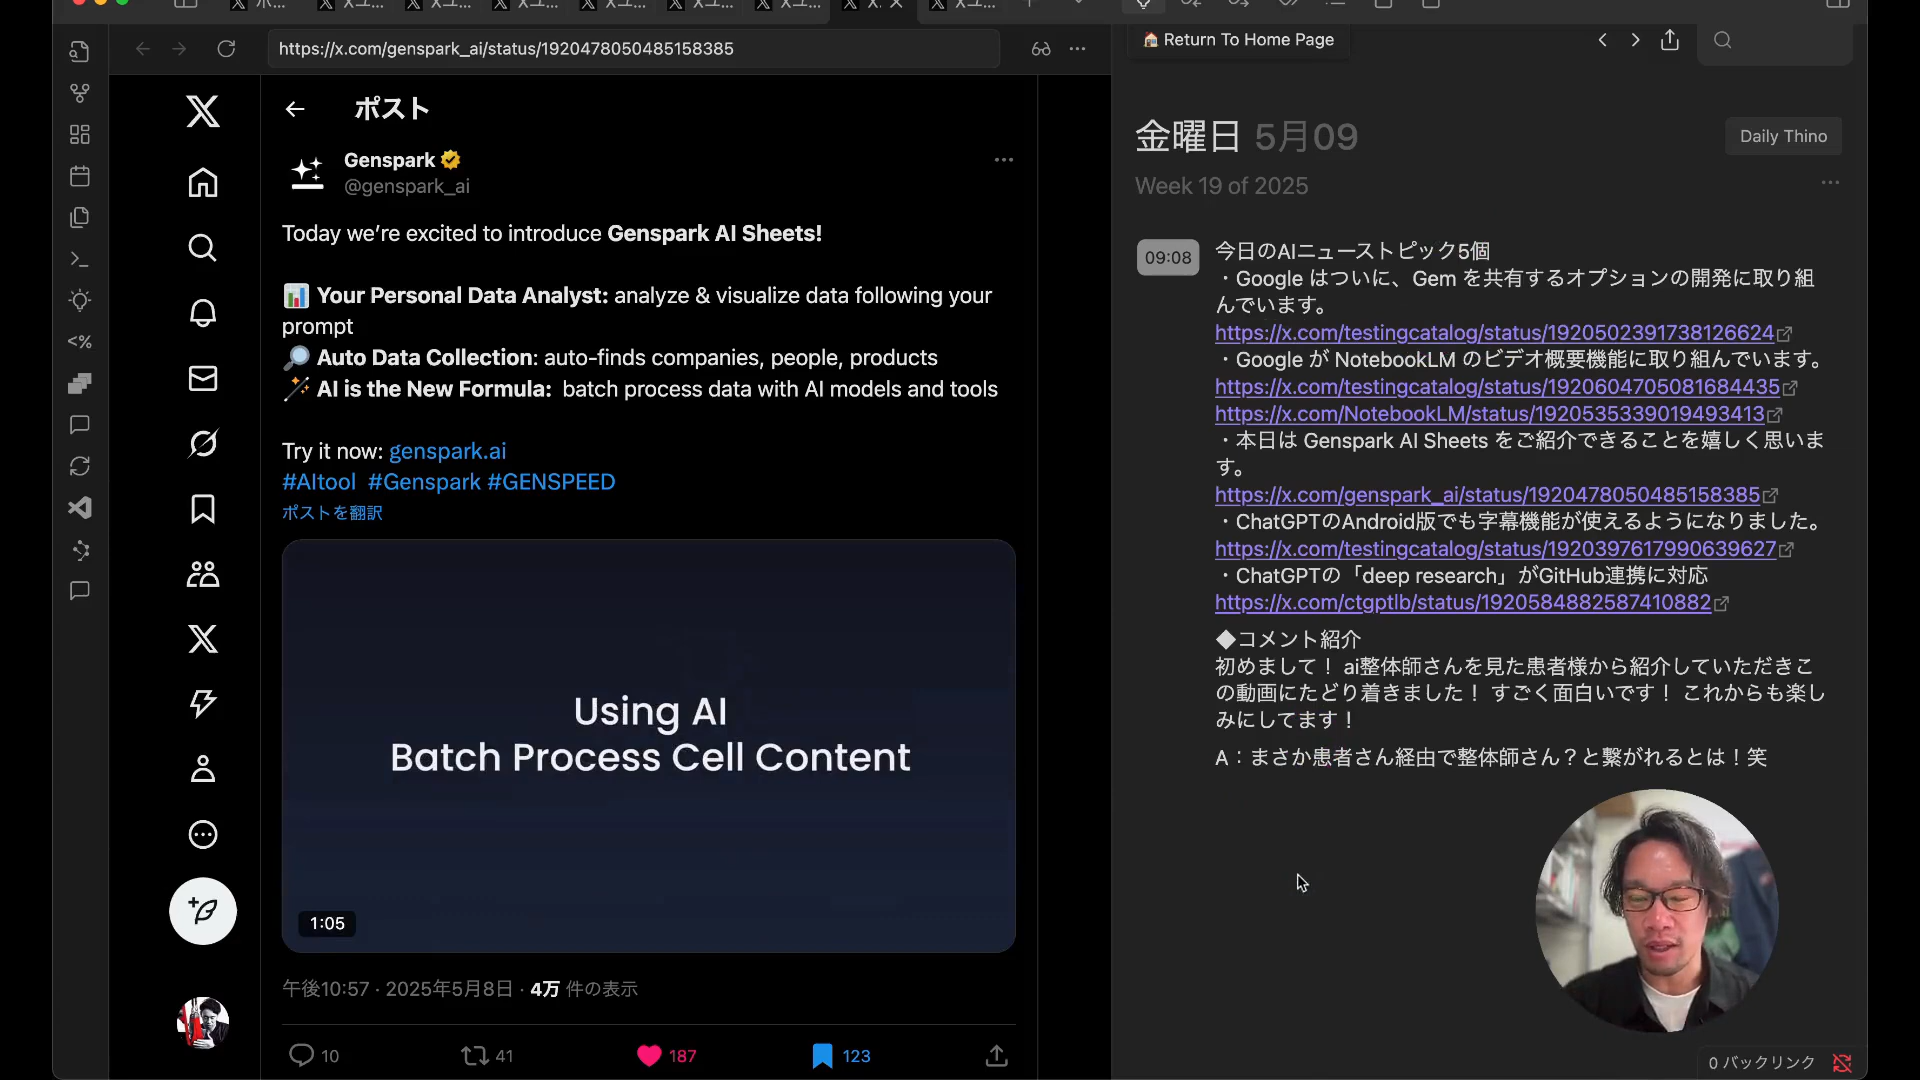 https://x.com/genspark_ai/status/1920478050485158385
ポスト
Genspark
@genspark_ai
Today we're excited to introduce Genspark AI Sheets!
📊 Your Personal Data Analyst: analyze & visualize data following your
prompt
🔎 Auto Data Collection: auto-finds companies, people, products
🪄 AI is the New Formula: batch process data with AI models and tools
Try it now: genspark.ai
#AItool #Genspark #GENSPEED
ポストを翻訳
Using AI
Batch Process Cell Content
1:05
午後10:57 · 2025年5月8日 · 4万 件の表示
10 41 187 123
🏠 Return To Home Page
金曜日 5月09
Daily Thino
Week 19 of 2025
09:08
今日のAIニューストピック5個
・Google はついに、Gem を共有するオプションの開発に取り組
んでいます。
https://x.com/testingcatalog/status/1920502391738126624
・Google が NotebookLM のビデオ概要機能に取り組んでいます。
https://x.com/testingcatalog/status/1920604705081684435
https://x.com/NotebookLM/status/1920535339019493413
・本日は Genspark AI Sheets をご紹介できることを嬉しく思いま
す。
https://x.com/genspark_ai/status/1920478050485158385
・ChatGPTのAndroid版でも字幕機能が使えるようになりました。
https://x.com/testingcatalog/status/1920397617990639627
・ChatGPTの「deep research」がGitHub連携に対応
https://x.com/ctgptlb/status/1920584882587410882
◆コメント紹介
初めまして！ ai整体師さんを見た患者様から紹介していただきこ
の動画にたどり着きました！ すごく面白いです！ これからも楽し
みにしてます！
A：まさか患者さん経由で整体師さん？と繋がれるとは！笑
0 バックリンク